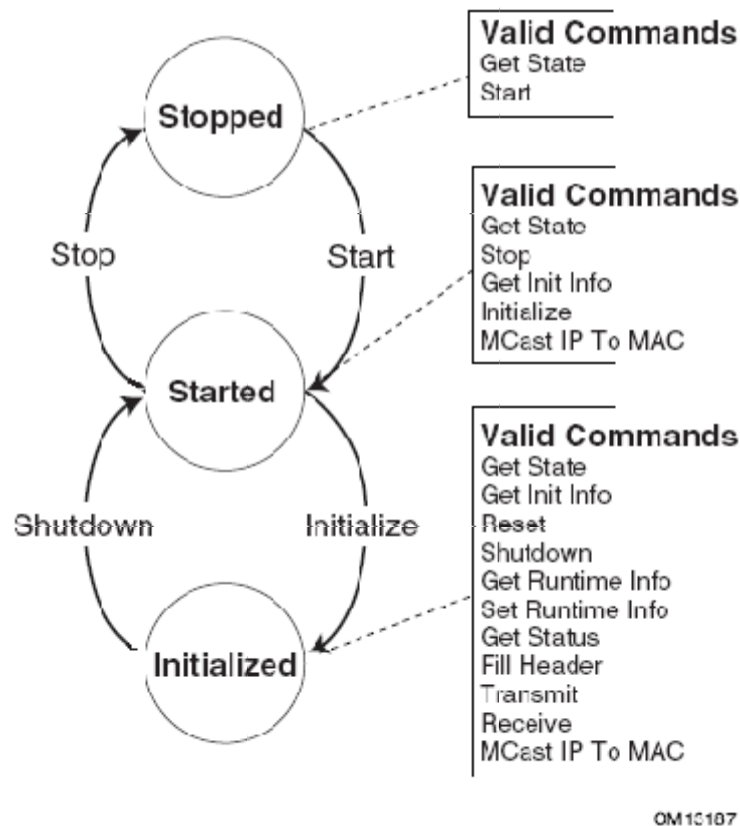 Valid Commands
Get State
Start
Stopped
Stop
Start
Valid Commands
Get State
Stop
Get Init Info
Initialize
MCast IP To MAC
Started
Shutdown
Initialize
Valid Commands
Get State
Get Init Info
Reset
Shutdown
Get Runtime Info
Set Runtime Info
Get Status
Fill Header
Transmit
Receive
MCast IP To MAC
Initialized
OM13187